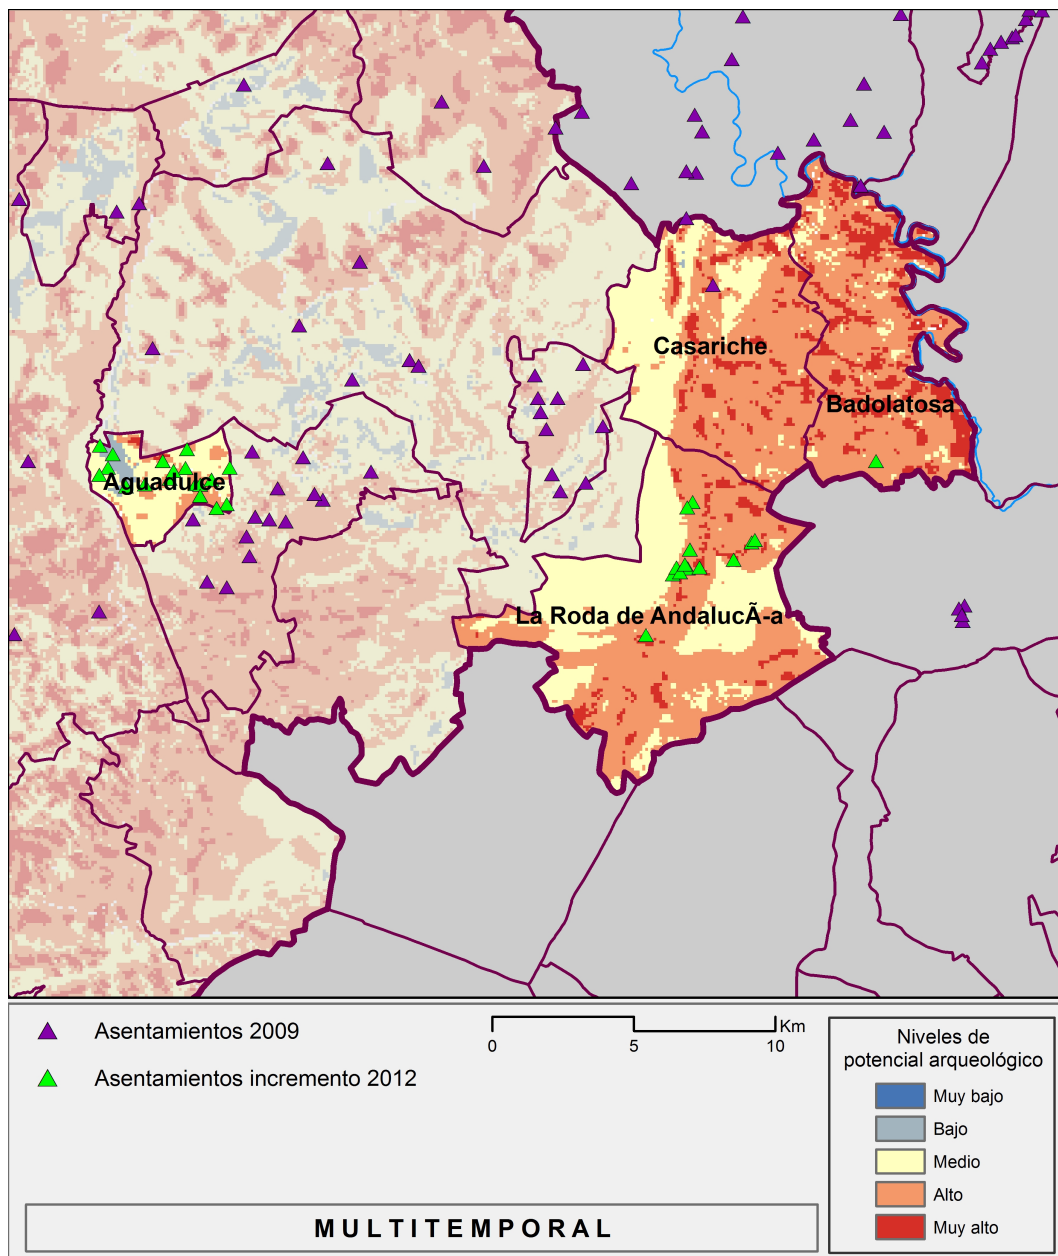 Casariche
Badolatosa
Aguadulce
La Roda de AndalucÃ-a
Asentamientos 2009
Asentamientos incremento 2012
Km
0 5 10
Niveles de
potencial arqueológico
Muy bajo
Bajo
Medio
Alto
Muy alto
MULTITEMPORAL